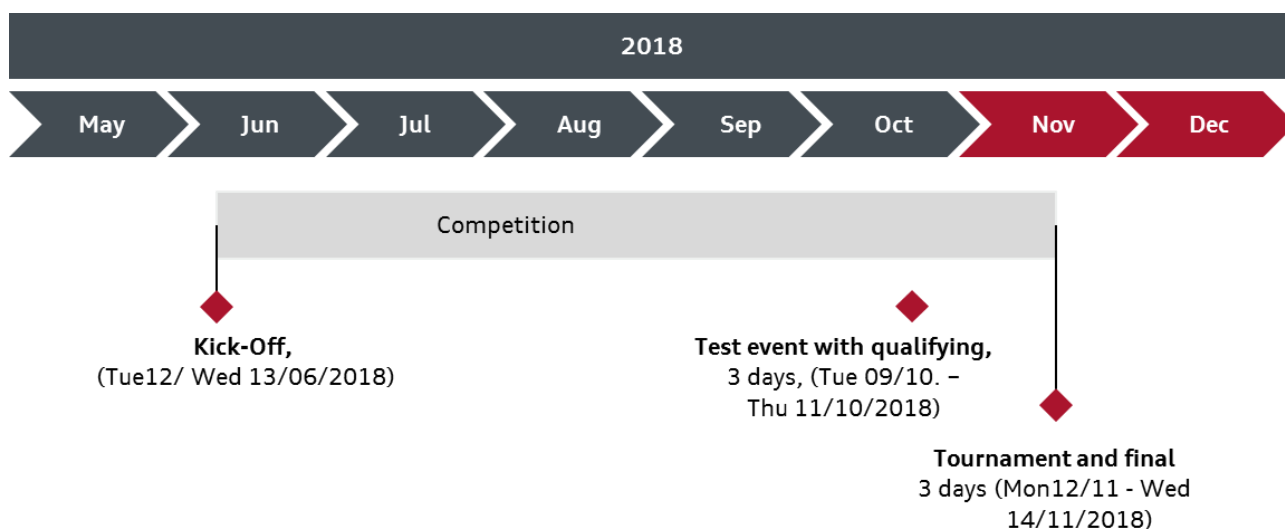 2018
May Jun Jul Aug Sep Oct Nov Dec
Competition
Kick-Off,
(Tue12/ Wed 13/06/2018)
Test event with qualifying,
3 days, (Tue 09/10. –
Thu 11/10/2018)
Tournament and final
3 days (Mon12/11 - Wed
14/11/2018)